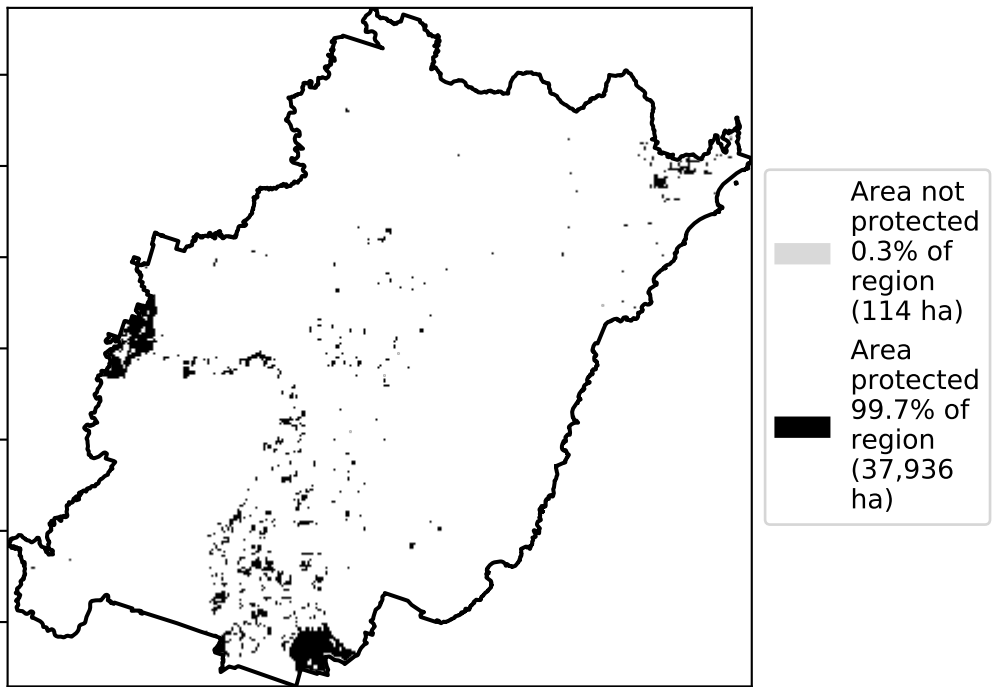 Area not
protected
0.3% of
region
(114 ha)
Area
protected
99.7% of
region
(37,936
ha)